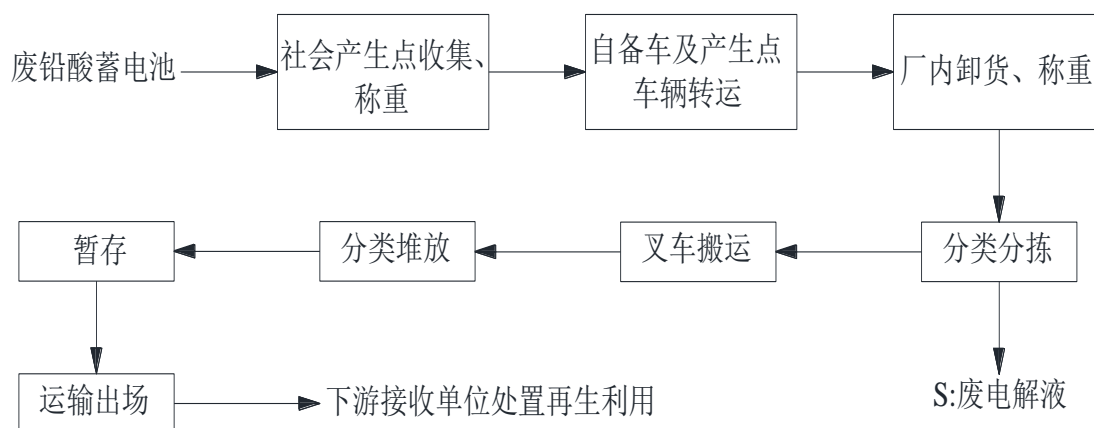 废铅酸蓄电池
社会产生点收集、
称重
自备车及产生点
车辆转运
厂内卸货、称重
暂存
分类堆放
叉车搬运
分类分拣
运输出场
下游接收单位处置再生利用
S:废电解液